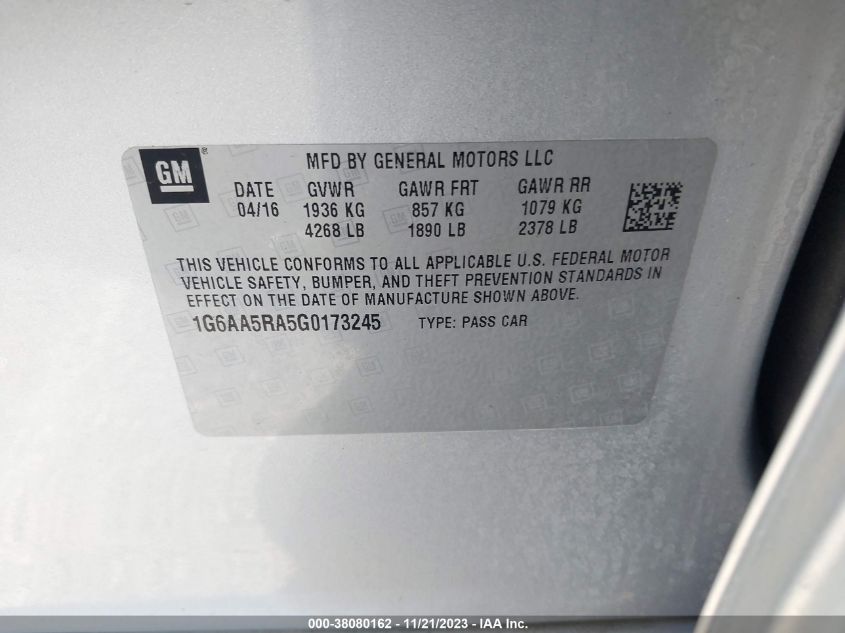 GM®
MFD BY GENERAL MOTORS LLC
DATE GVWR GAWR FRT GAWR RR
04/16 1936 KG 857 KG 1079 KG
4268 LB 1890 LB 2378 LB
THIS VEHICLE CONFORMS TO ALL APPLICABLE U.S. FEDERAL MOTOR
VEHICLE SAFETY, BUMPER, AND THEFT PREVENTION STANDARDS IN
EFFECT ON THE DATE OF MANUFACTURE SHOWN ABOVE.
1G6AA5RA5G0173245 TYPE: PASS CAR
000-38080162 - 11/21/2023 - IAA Inc.